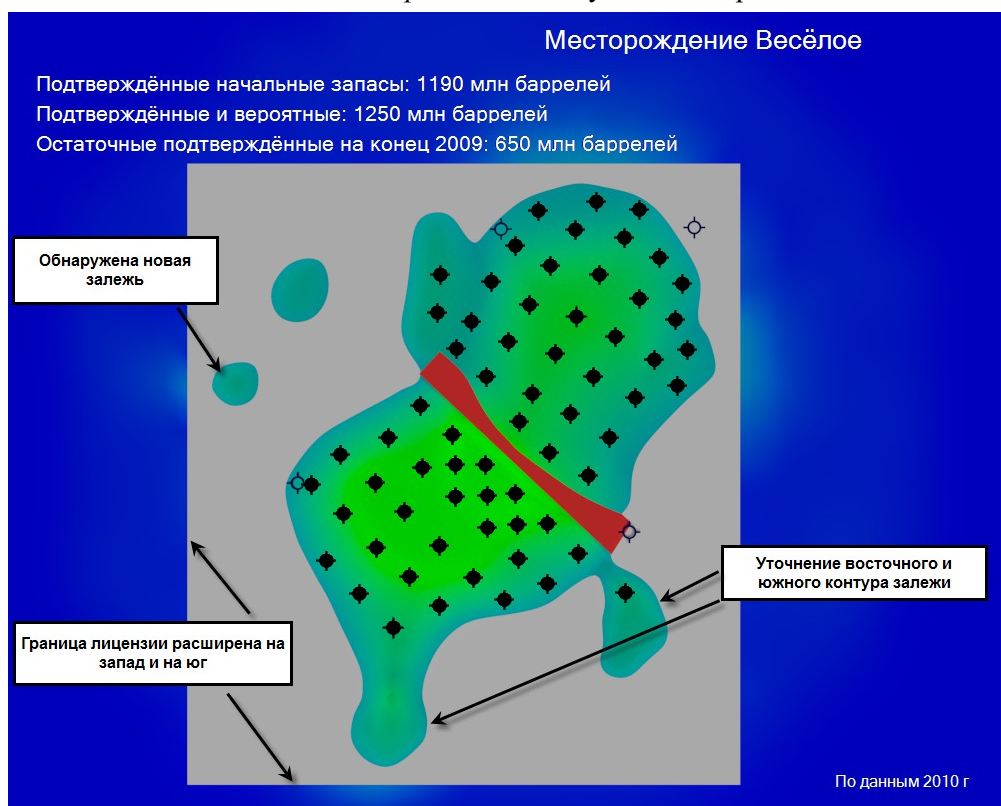 Месторождение Весёлое
Подтверждённые начальные запасы: 1190 млн баррелей
Подтверждённые и вероятные: 1250 млн баррелей
Остаточные подтверждённые на конец 2009: 650 млн баррелей
Обнаружена новая
залежь
Уточнение восточного и
южного контура залежи
Граница лицензии расширена на
запад и на юг
По данным 2010 г